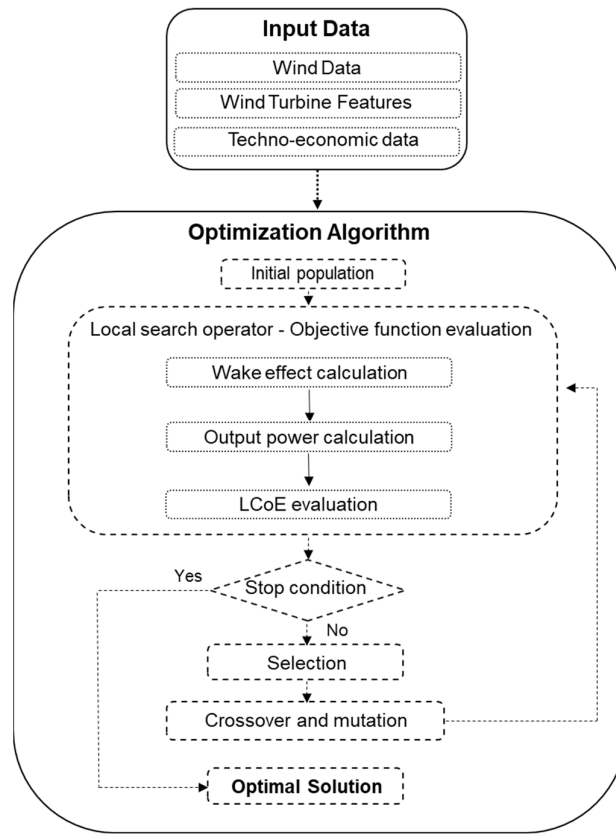 Input Data
Wind Data
Wind Turbine Features
Techno-economic data
Optimization Algorithm
Initial population
Local search operator - Objective function evaluation
Wake effect calculation
Output power calculation
LCoE evaluation
Yes
Stop condition
No
Selection
Crossover and mutation
Optimal Solution